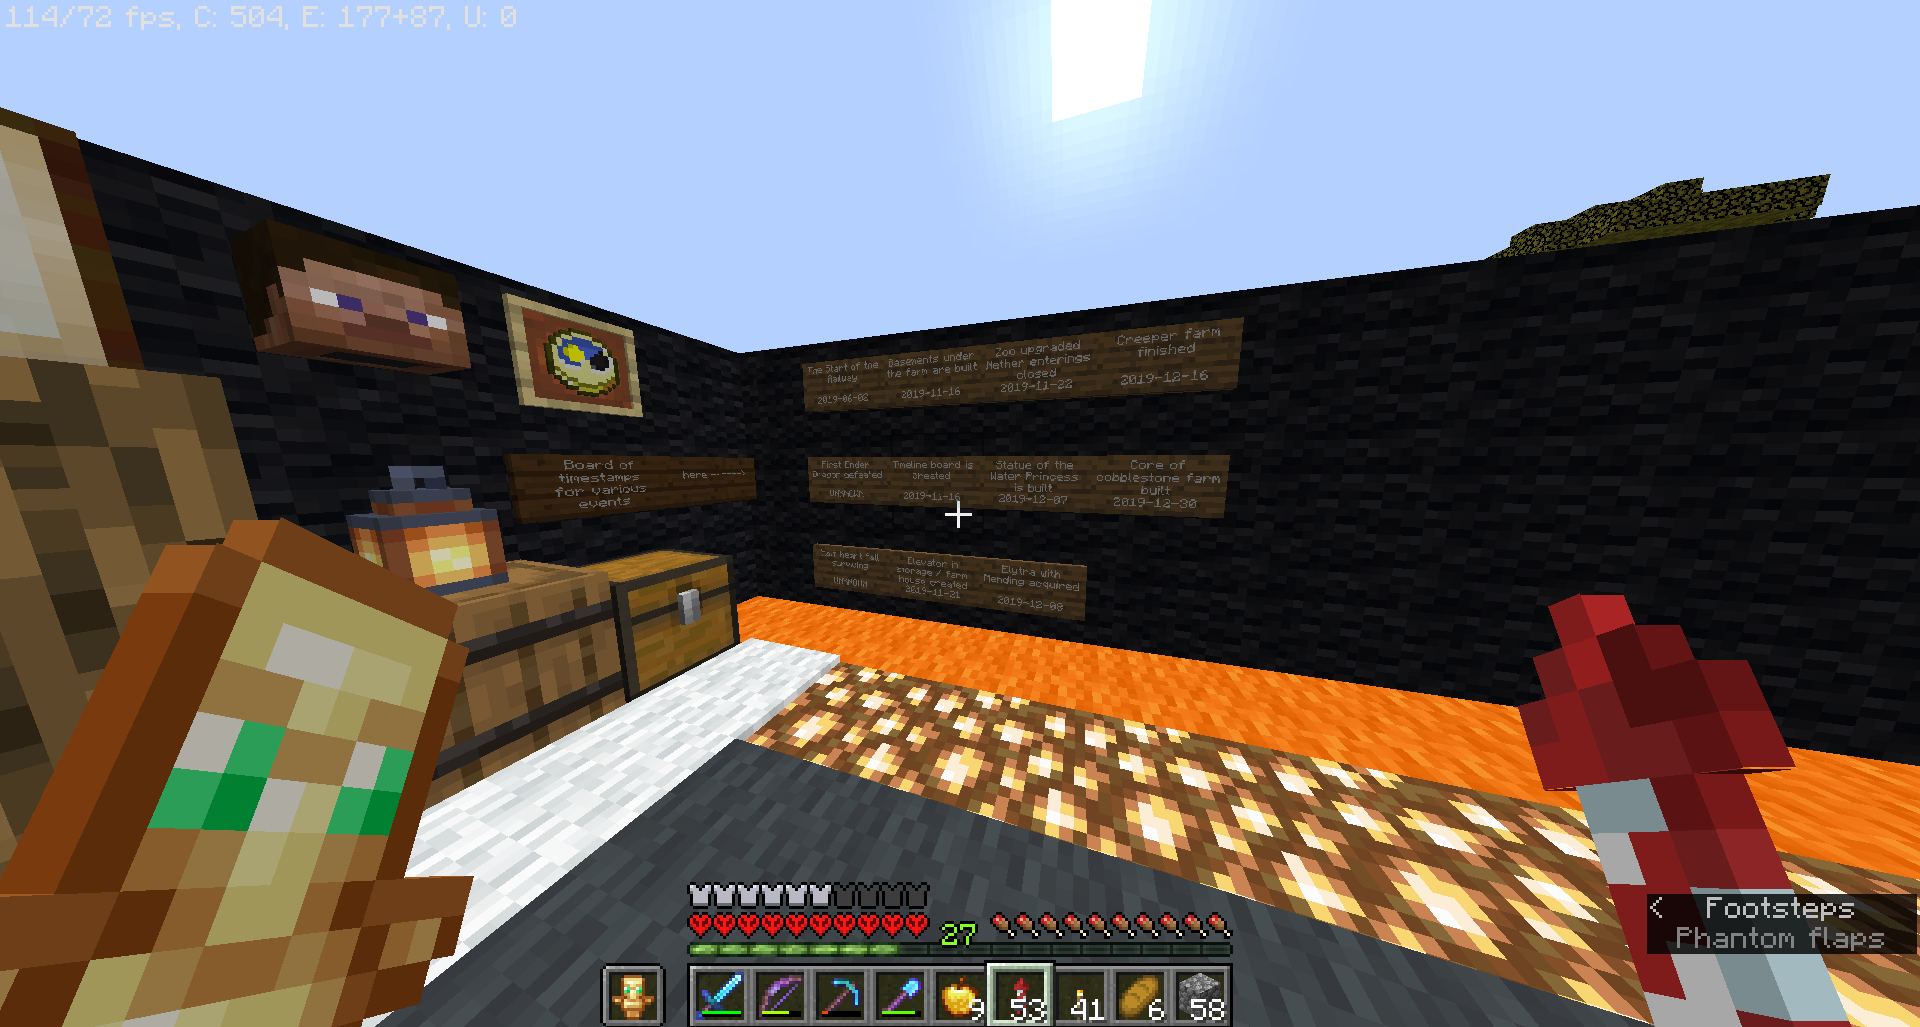 114/72 fps, C: 504, E: 177+87, U: 0
The Start of the
Railway
2019-06-02
Basements under
the farm are built
2019-11-16
Zoo upgraded
Nether enterings
closed
2019-11-22
Creeper farm
finished
2019-12-16
Board of
timestamps
for various
events
here ----->
First Ender
Dragon defeated
UNKNOWN
Timeline board is
created
2019-11-16
Statue of the
Water Princess
is built
2019-12-07
Core of
cobblestone farm
built
2019-12-30
heart fall
surviving
UNKNOWN
Elevator in
storage / farm
house created
2019-11-21
Elytra with
Mending acquired
2019-12-08
< Footsteps
Phantom flaps
27
9
53
41
6
58